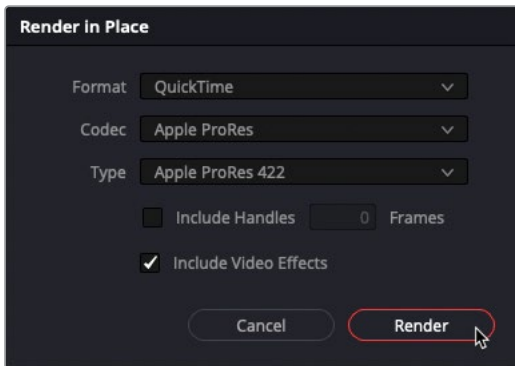 Render in Place
Format QuickTime
Codec Apple ProRes
Type Apple ProRes 422
Include Handles 0 Frames
Include Video Effects
Cancel Render